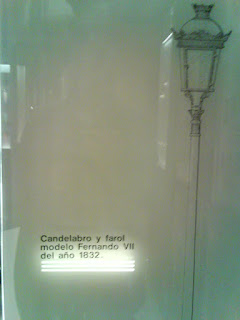 Candelabro y farol
modelo Fernando VII
del año 1832.